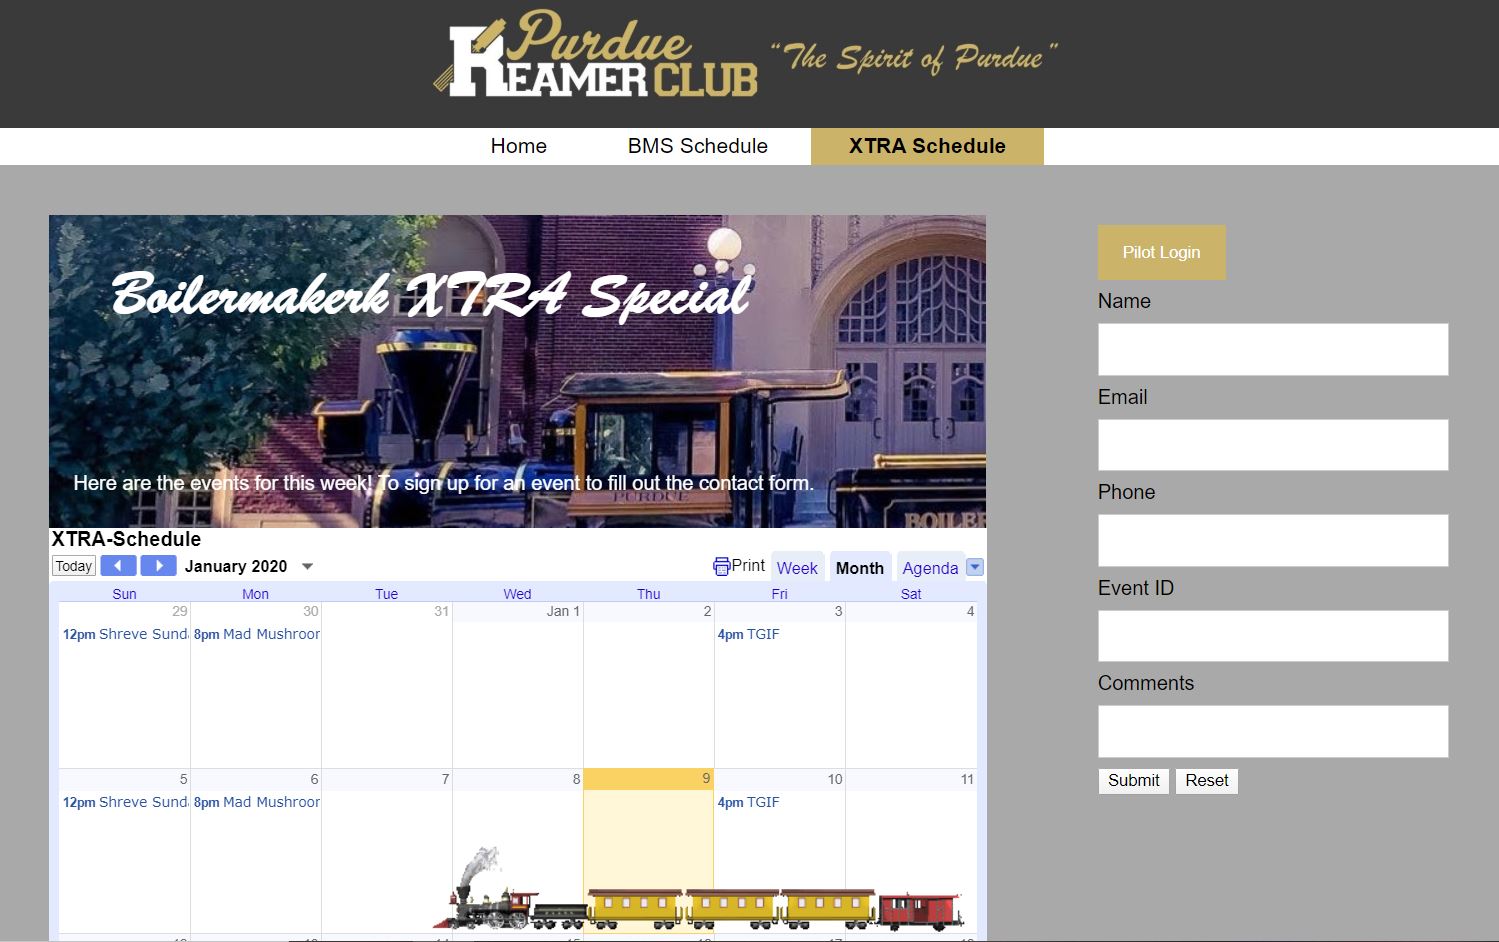 Purdue
REAMER CLUB
"The Spirit of Purdue"
Home BMS Schedule XTRA Schedule
Boilermakerk XTRA Special
PURDUE
BOILER
Here are the events for this week! To sign up for an event to fill out the contact form.
XTRA-Schedule
Today January 2020 Print Week Month Agenda
Sun Mon Tue Wed Thu Fri Sat
29 30 31 Jan 1 2 3 4
12pm Shreve Sunda 8pm Mad Mushroor 4pm TGIF
5 6 7 8 9 10 11
12pm Shreve Sunda 8pm Mad Mushroor 4pm TGIF
Pilot Login
Name
Email
Phone
Event ID
Comments
Submit Reset